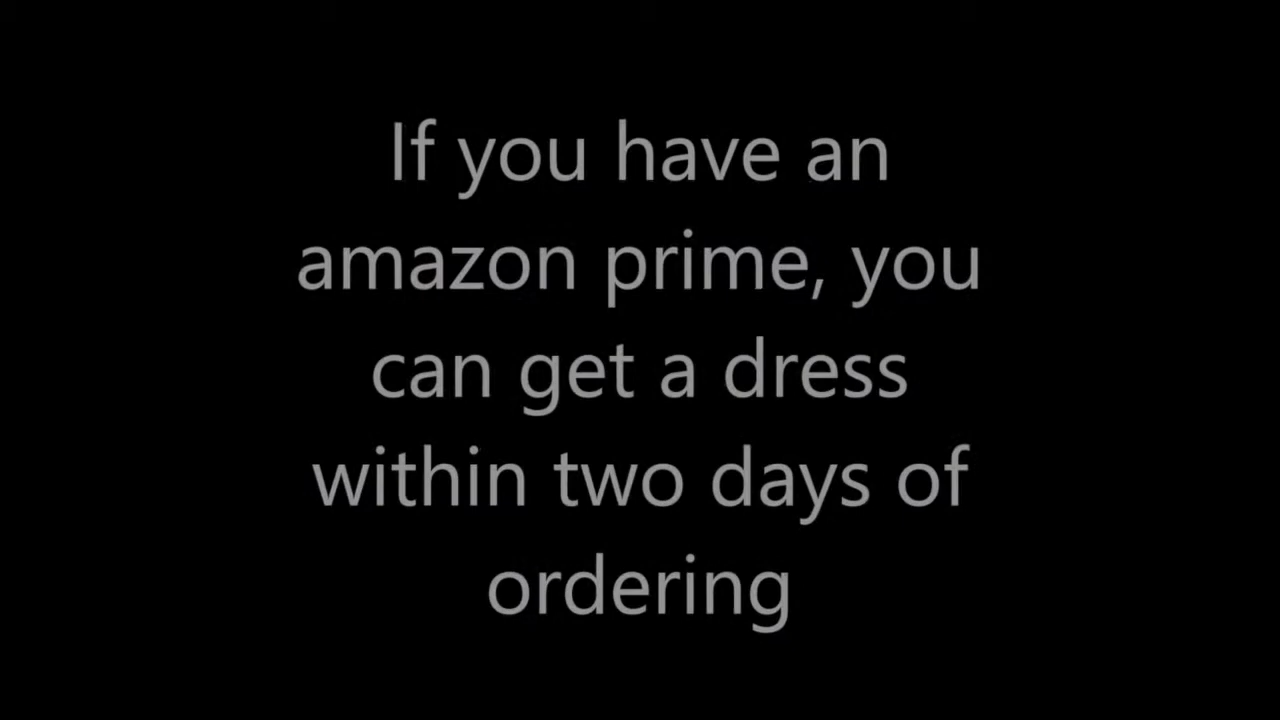 If you have an
amazon prime, you
can get a dress
within two days of
ordering